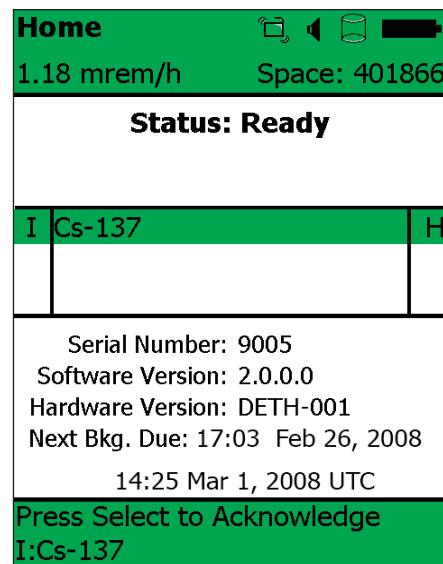 Home
1.18 mrem/h Space: 401866
Status: Ready
I Cs-137 H
Serial Number: 9005
Software Version: 2.0.0.0
Hardware Version: DETH-001
Next Bkg. Due: 17:03 Feb 26, 2008
14:25 Mar 1, 2008 UTC
Press Select to Acknowledge
I:Cs-137